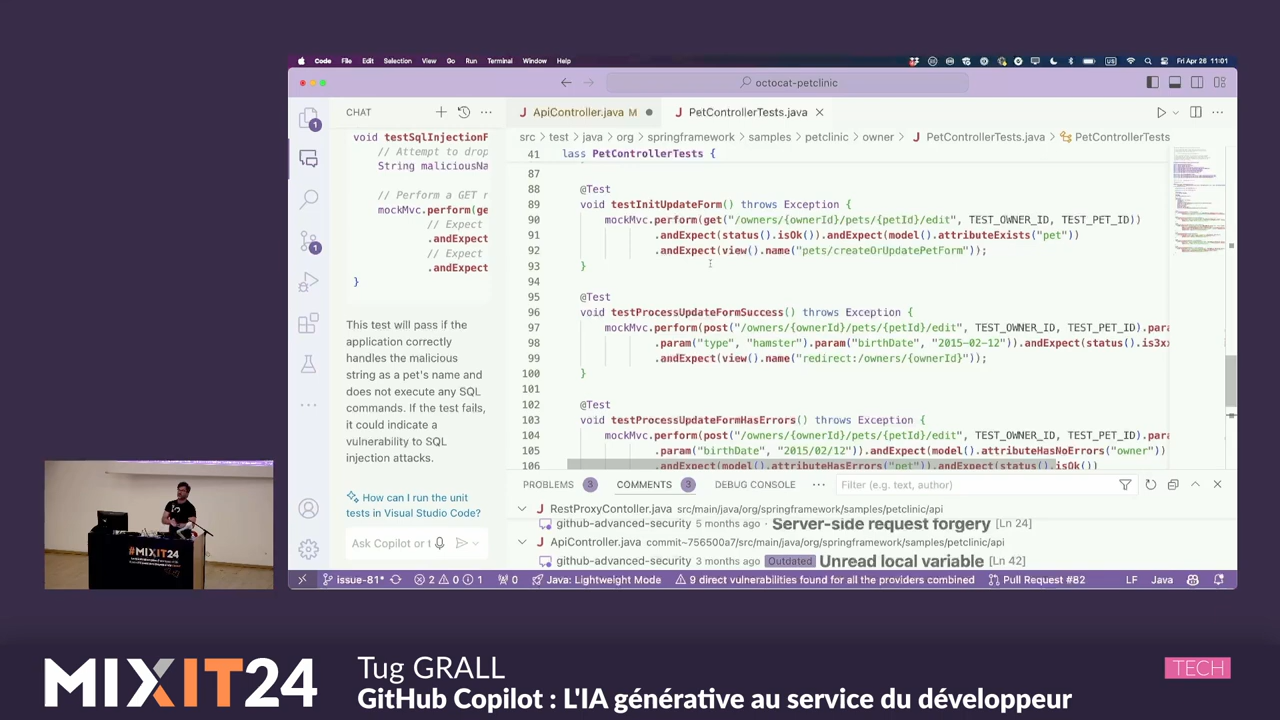 Code File Edit Selection View Go Run Terminal Window Help
Fri Apr 26 11:01
octocat-petclinic
CHAT
ApiController.java M
PetControllerTests.java
src > test > java > org > springframework > samples > petclinic > owner > PetControllerTests.java > PetControllerTests
void testSqlInjectionP
// Attempt to drop
String maliciousNa
// Perform a GET
mockMvc.perform(ge
// Expect
.andExpect
// Expect
.andExpect
}
This test will pass if the
application correctly
handles the malicious
string as a pet's name and
does not execute any SQL
commands. If the test fails,
it could indicate a
vulnerability to SQL
injection attacks.
How can I run the unit
tests in Visual Studio Code?
Ask Copilot or t
41 lass PetControllerTests {
87
88 @Test
89 void testInitUpdateForm() throws Exception {
90 mockMvc.perform(get("/owners/{ownerId}/pets/{petId}/edit", TEST_OWNER_ID, TEST_PET_ID))
91 .andExpect(status().isOk()).andExpect(model().attributeExists("pet"))
92 .andExpect(view().name("pets/createOrUpdatePetForm"));
93 }
94
95 @Test
96 void testProcessUpdateFormSuccess() throws Exception {
97 mockMvc.perform(post("/owners/{ownerId}/pets/{petId}/edit", TEST_OWNER_ID, TEST_PET_ID).para
98 .param("type", "hamster").param("birthDate", "2015-02-12")).andExpect(status().is3xx
99 .andExpect(view().name("redirect:/owners/{ownerId}"));
100 }
101
102 @Test
103 void testProcessUpdateFormHasErrors() throws Exception {
104 mockMvc.perform(post("/owners/{ownerId}/pets/{petId}/edit", TEST_OWNER_ID, TEST_PET_ID).para
105 .param("birthDate", "2015/02/12")).andExpect(model().attributeHasNoErrors("owner")
106 .andExpect(model().attributeHasErrors("pet")).andExpect(status().isOk())
PROBLEMS 3 COMMENTS 3 DEBUG CONSOLE Filter (e.g. text, author)
RestProxyContoller.java src/main/java/org/springframework/samples/petclinic/api
github-advanced-security 5 months ago · Server-side request forgery [Ln 24]
ApiController.java commit~756500a7/src/main/java/org/springframework/samples/petclinic/api
github-advanced-security 3 months ago · Outdated Unread local variable [Ln 42]
issue-81* 2 0 1 0 Java: Lightweight Mode 9 direct vulnerabilities found for all the providers combined Pull Request #82 LF Java
#MIXIT24
MIXIT24
Tug GRALL
TECH
GitHub Copilot : L'IA générative au service du développeur